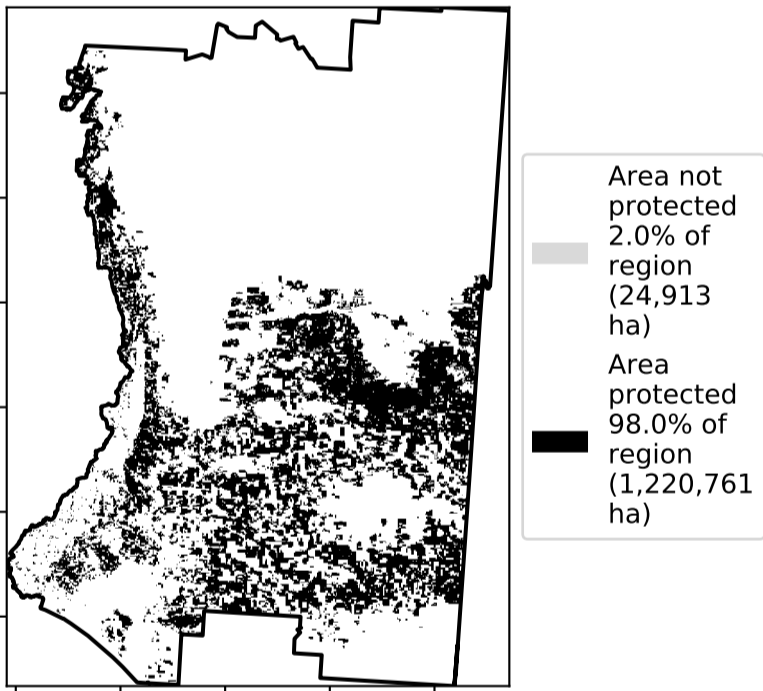 Area not
protected
2.0% of
region
(24,913
ha)
Area
protected
98.0% of
region
(1,220,761
ha)